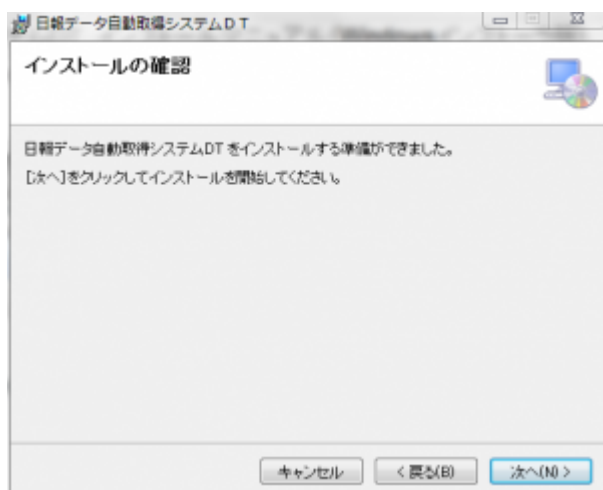 日報データ自動取得システムDT
インストールの確認
日報データ自動取得システムDT をインストールする準備ができました。
[次へ]をクリックしてインストールを開始してください。
キャンセル
< 戻る(B)
次へ(N) >